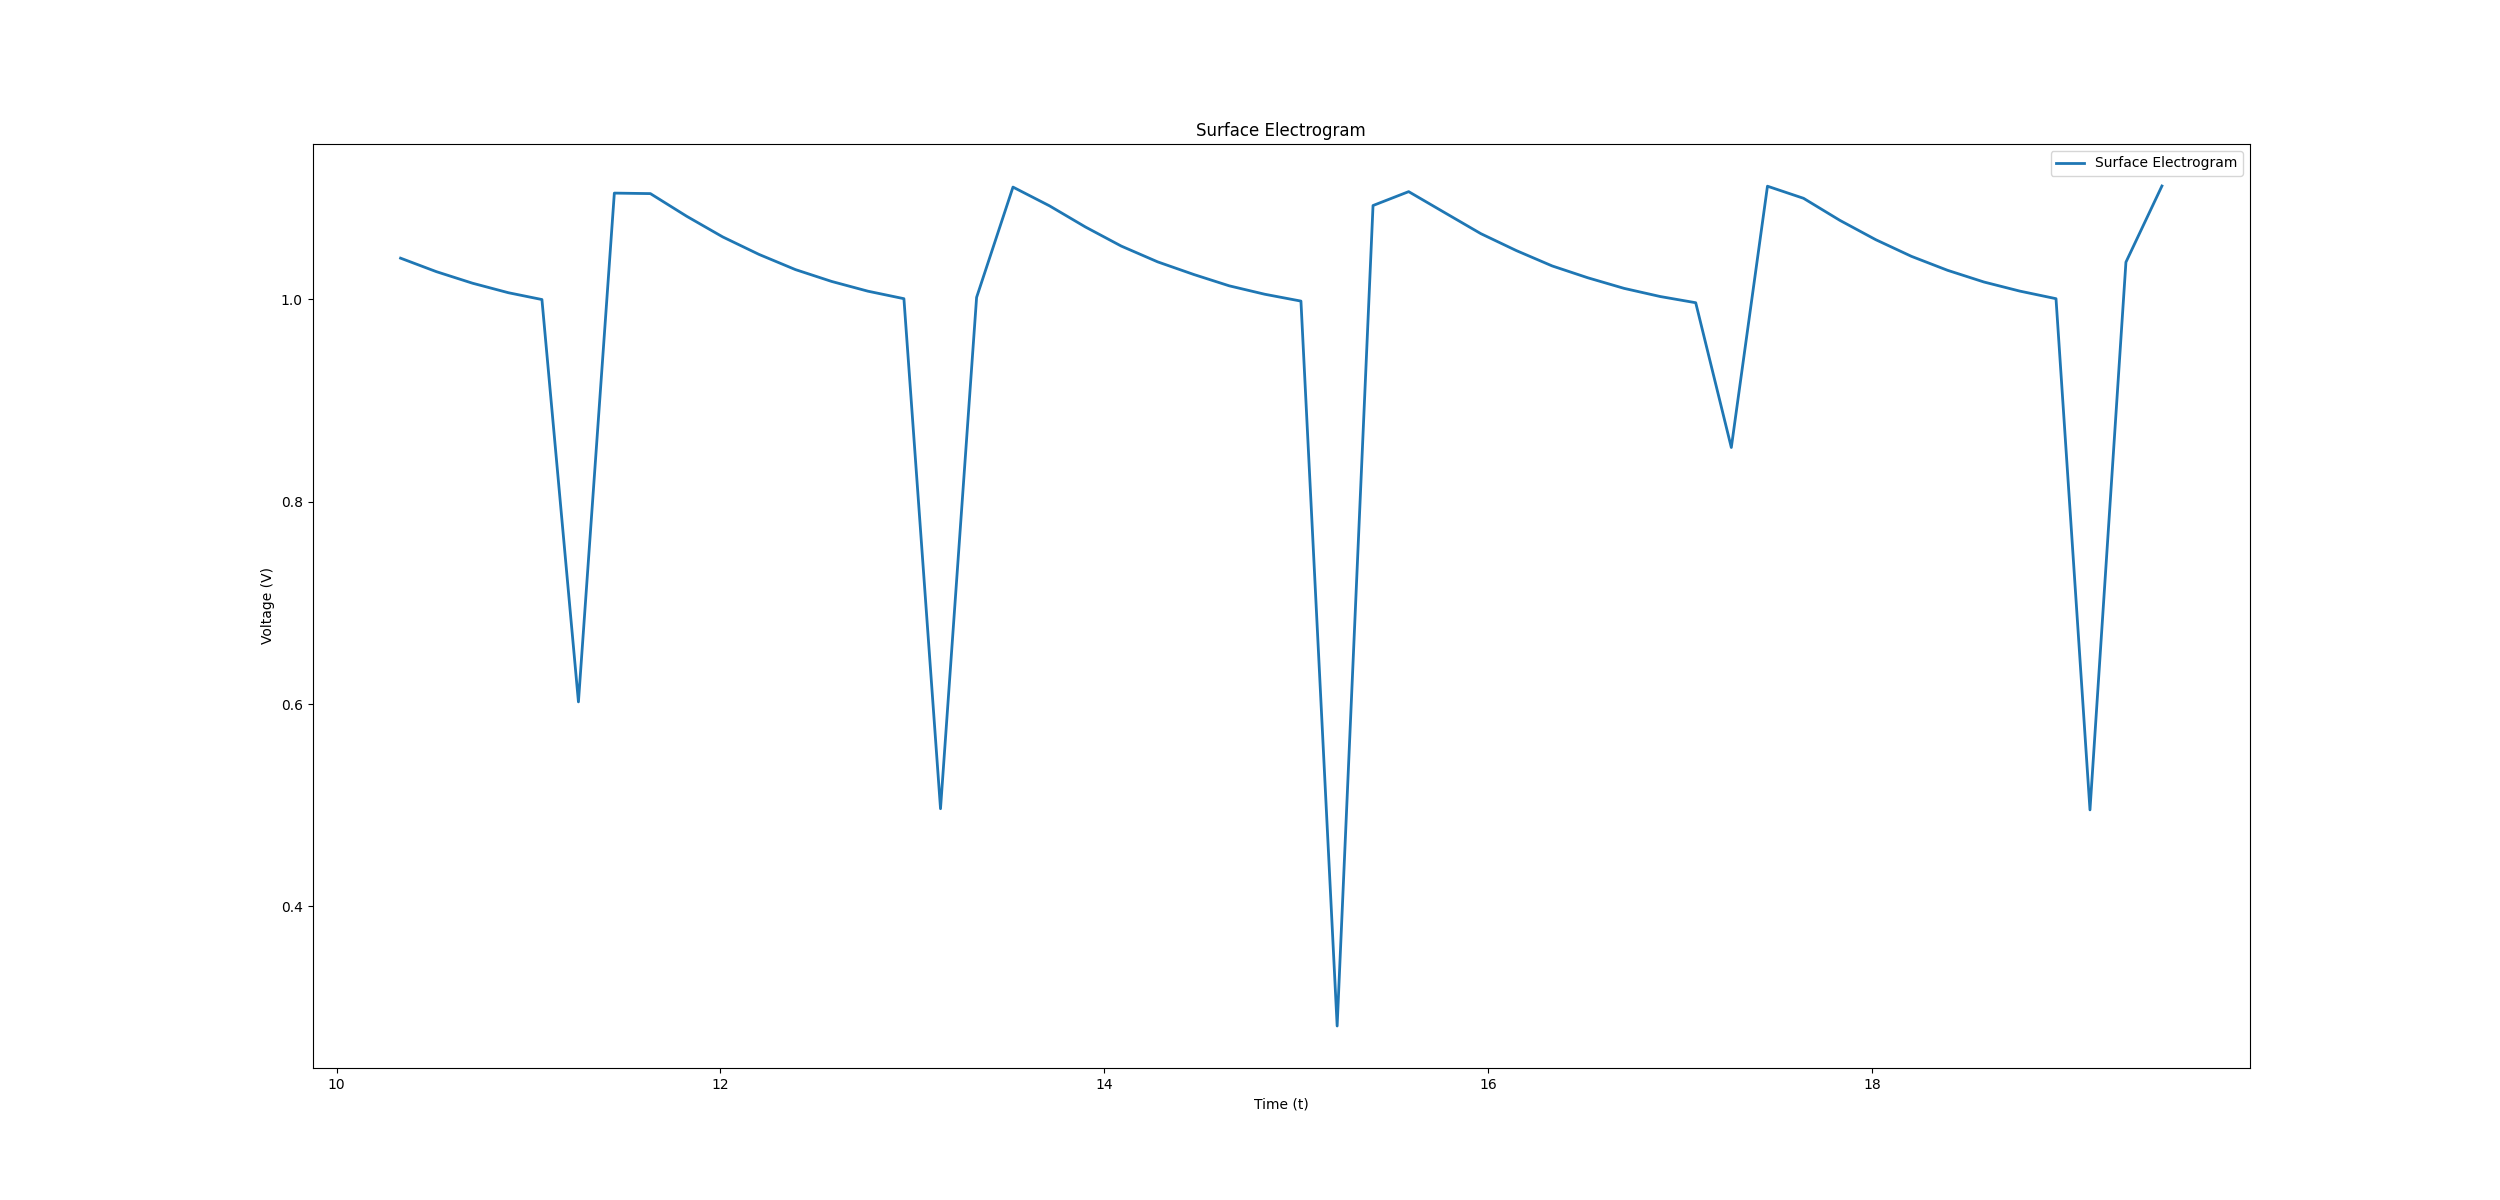 Surface Electrogram
Surface Electrogram
1.0
0.8
0.6
0.4
Voltage (V)
10 12 14 16 18
Time (t)